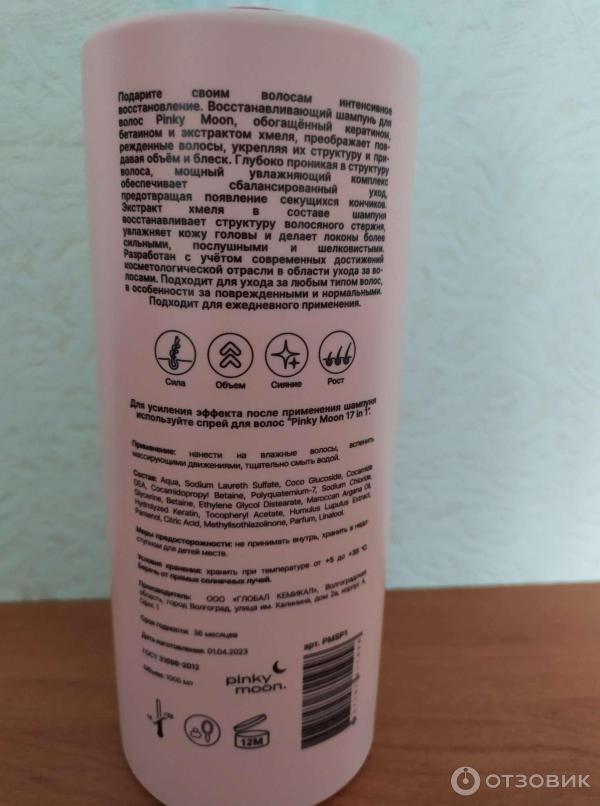 Подарите своим волосам интенсивное
восстановление. Восстанавливающий шампунь для
волос Pinky Moon, обогащённый кератином,
бетаином и экстрактом хмеля, преображает пов-
режденные волосы, укрепляя их структуру и при-
давая объём и блеск. Глубоко проникая в структуру
волоса, мощный увлажняющий комплекс
обеспечивает сбалансированный уход,
предотвращая появление секущихся кончиков.
Экстракт хмеля в составе шампуня
восстанавливает структуру волосяного стержня,
увлажняет кожу головы и делает локоны более
сильными, послушными и шелковистыми.
Разработан с учётом современных достижений
косметологической отрасли в области ухода за во-
лосами. Подходит для ухода за любым типом волос,
в особенности за поврежденными и нормальными.
Подходит для ежедневного применения.
Сила Объем Сияние Рост
Для усиления эффекта после применения шампуня
используйте спрей для волос "Pinky Moon 17 in 1".
Применение: нанести на влажные волосы, вспенить
массирующими движениями, тщательно смыть водой.
Состав: Aqua, Sodium Laureth Sulfate, Coco Glucoside, Cocamide
DEA, Cocamidopropyl Betaine, Polyquaternium-7, Sodium Chloride,
Glycerine, Betaine, Ethylene Glycol Distearate, Maroccan Argana Oil,
Hydrolyzed Keratin, Tocopheryl Acetate, Humulus Lupulus Extract,
Pantenol, Citric Acid, Methylisothiazolinone, Parfum, Linalool.
Меры предосторожности: не принимать внутрь, хранить в недо-
ступном для детей месте.
Условия хранения: хранить при температуре от +5 до +35 °C,
беречь от прямых солнечных лучей.
Производитель: ООО «ГЛОБАЛ КЕМИКАЛ», Волгоградская
область, город Волгоград, улица им. Калинина, дом 2а, корпус А,
Офис 1
Срок годности: 36 месяцев
Дата изготовления: 01.04.2023
ГОСТ 31696-2012
Объем: 1000 мл
арт. PMSP1
pinky
moon.
+5 +35
12M
ОТЗОВИК